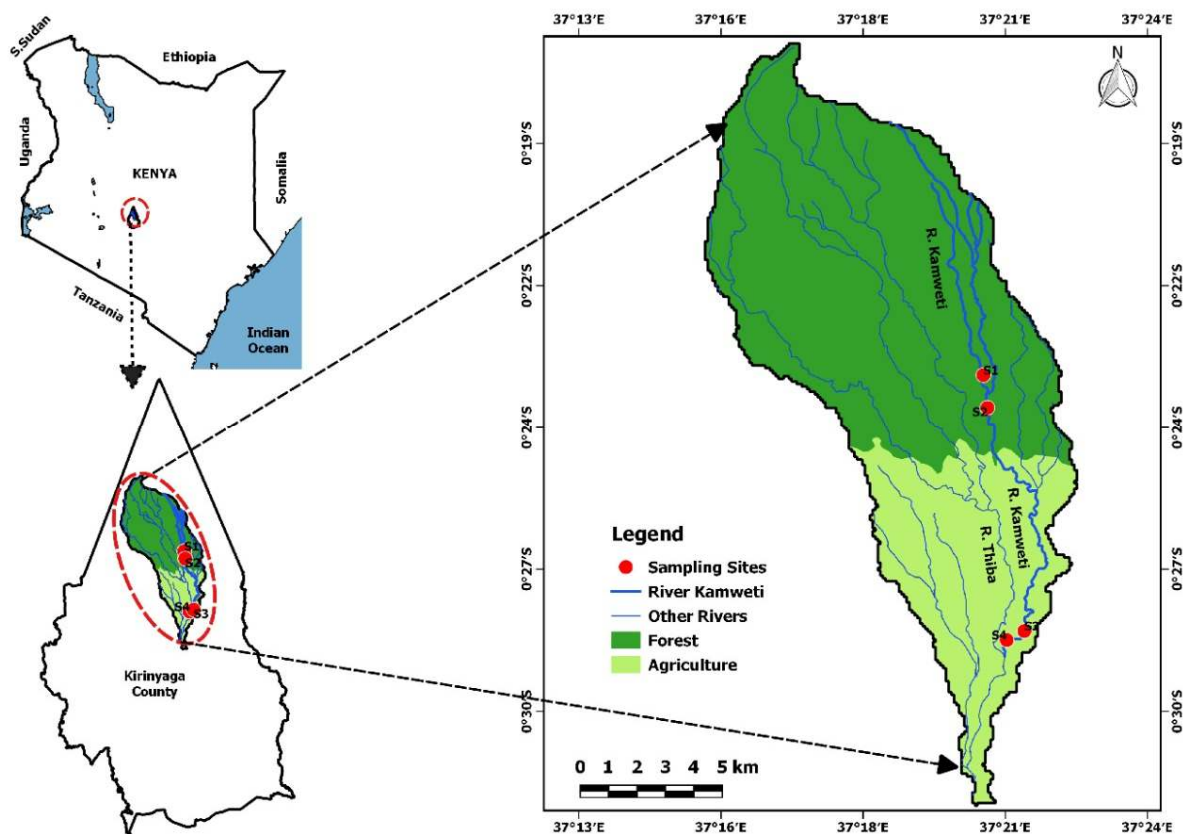 S.Sudan
Ethiopia
Uganda
KENYA
Somalia
Tanzania
Indian
Ocean
S1
S2
S4
S3
Kirinyaga
County
37°13'E
37°16'E
37°18'E
37°21'E
37°24'E
N
0°19'S
0°22'S
0°24'S
0°27'S
0°30'S
0°19'S
0°22'S
0°24'S
0°27'S
0°30'S
R. Kamweti
S1
S2
R. Kamweti
R. Thiba
S4
Legend
Sampling Sites
River Kamweti
Other Rivers
Forest
Agriculture
0 1 2 3 4 5 km
37°13'E
37°16'E
37°18'E
37°21'E
37°24'E